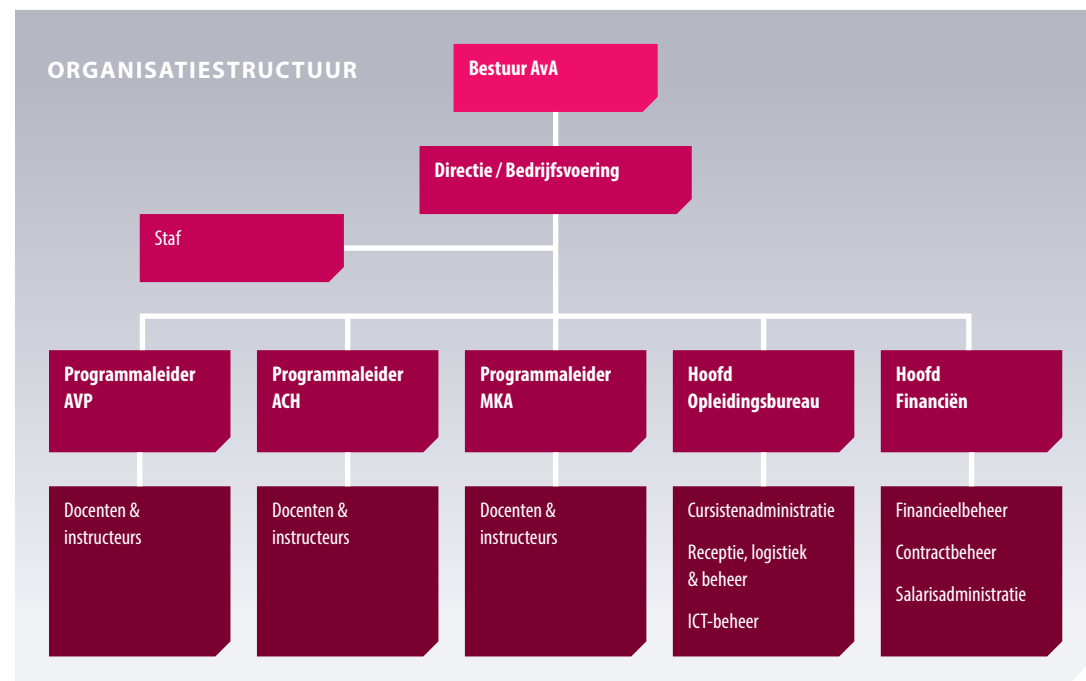 ORGANISATIESTRUCTUUR
Bestuur AvA
Directie / Bedrijfsvoering
Staf
Programmaleider
AVP
Programmaleider
ACH
Programmaleider
MKA
Hoofd
Opleidingsbureau
Hoofd
Financiën
Docenten &
instructeurs
Docenten &
instructeurs
Docenten &
instructeurs
Cursistenadministratie
Receptie, logistiek
& beheer
ICT-beheer
Financieelbeheer
Contractbeheer
Salarisadministratie